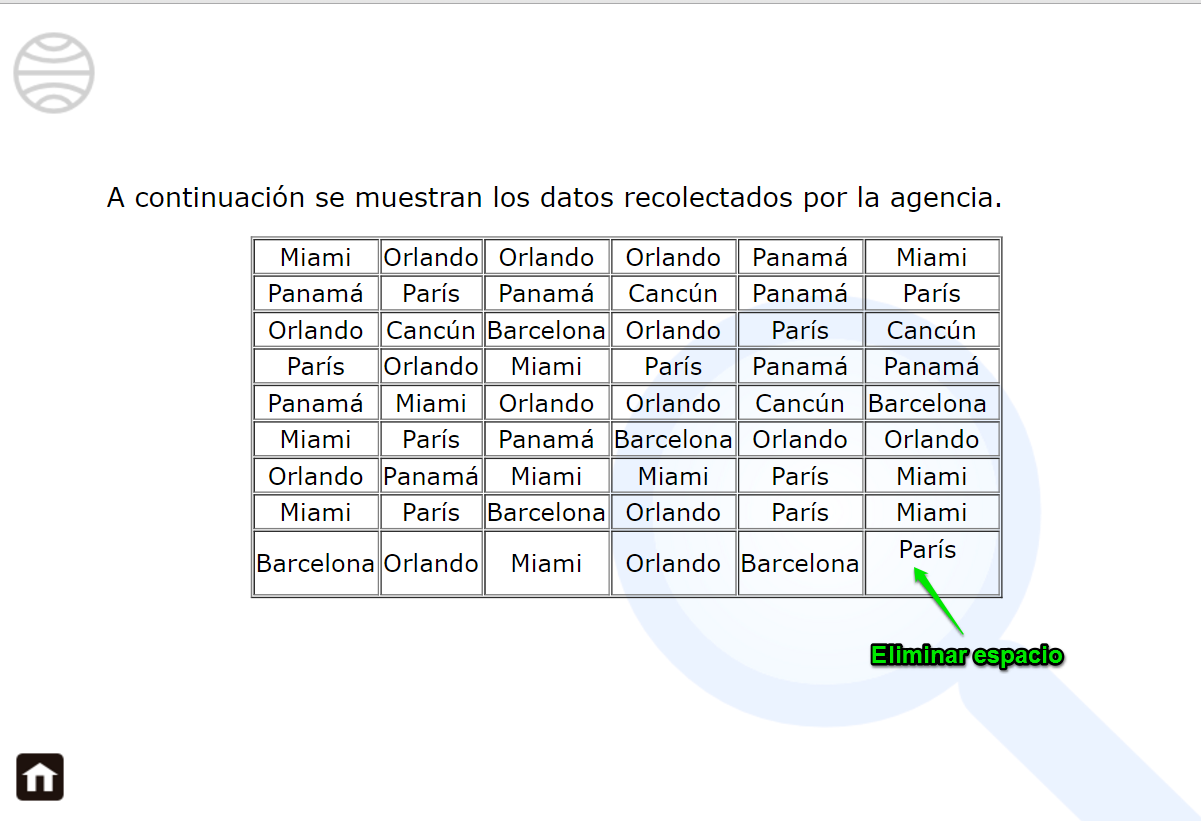 A continuación se muestran los datos recolectados por la agencia.
Miami Orlando Orlando Orlando Panamá Miami
Panamá París Panamá Cancún Panamá París
Orlando Cancún Barcelona Orlando París Cancún
París Orlando Miami París Panamá Panamá
Panamá Miami Orlando Orlando Cancún Barcelona
Miami París Panamá Barcelona Orlando Orlando
Orlando Panamá Miami Miami París Miami
Miami París Barcelona Orlando París Miami
Barcelona Orlando Miami Orlando Barcelona París
Eliminar espacio